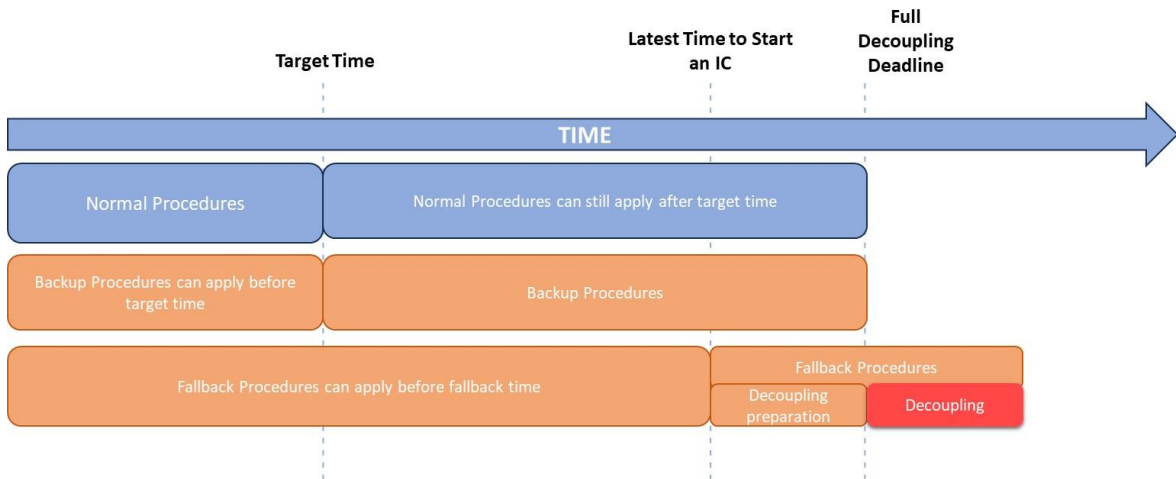 Target Time
Latest Time to Start
an IC
Full
Decoupling
Deadline
TIME
Normal Procedures
Normal Procedures can still apply after target time
Backup Procedures can apply before
target time
Backup Procedures
Fallback Procedures can apply before fallback time
Fallback Procedures
Decoupling
preparation
Decoupling